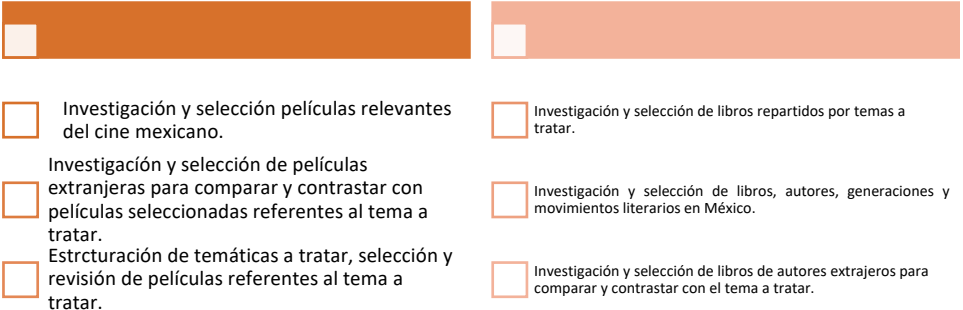 Investigación y selección películas relevantes
del cine mexicano.
Investigacíón y selección de películas
extranjeras para comparar y contrastar con
películas seleccionadas referentes al tema a
tratar.
Estrcturación de temáticas a tratar, selección y
revisión de películas referentes al tema a
tratar.
Investigación y selección de libros repartidos por temas a
tratar.
Investigación y selección de libros, autores, generaciones y
movimientos literarios en México.
Investigación y selección de libros de autores extrajeros para
comparar y contrastar con el tema a tratar.